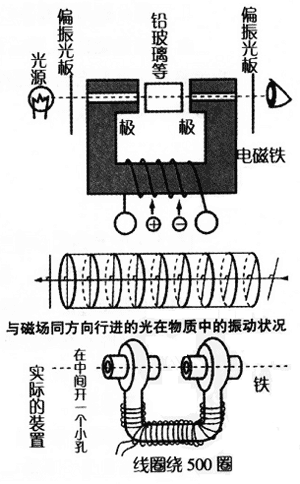 光源
偏振光板
铅玻璃等
偏振光板
极
极
电磁铁
与磁场同方向行进的光在物质中的振动状况
实际的装置
在中间开一个小孔
铁
线圈绕500圈